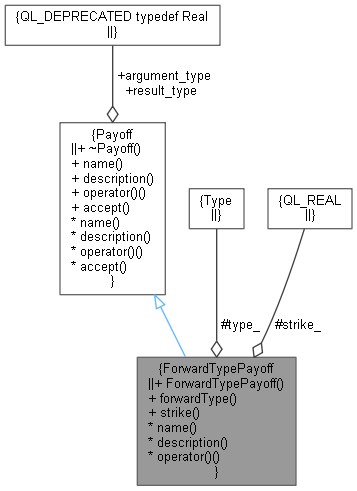 {QL_DEPRECATED typedef Real
||}
+argument_type
+result_type
{Payoff
||+ ~Payoff()
+ name()
+ description()
+ operator()()
+ accept()
* name()
* description()
* operator()()
* accept()
}
{Type
||}
{QL_REAL
||}
#type_
#strike_
{ForwardTypePayoff
||+ ForwardTypePayoff()
+ forwardType()
+ strike()
* name()
* description()
* operator()()
}